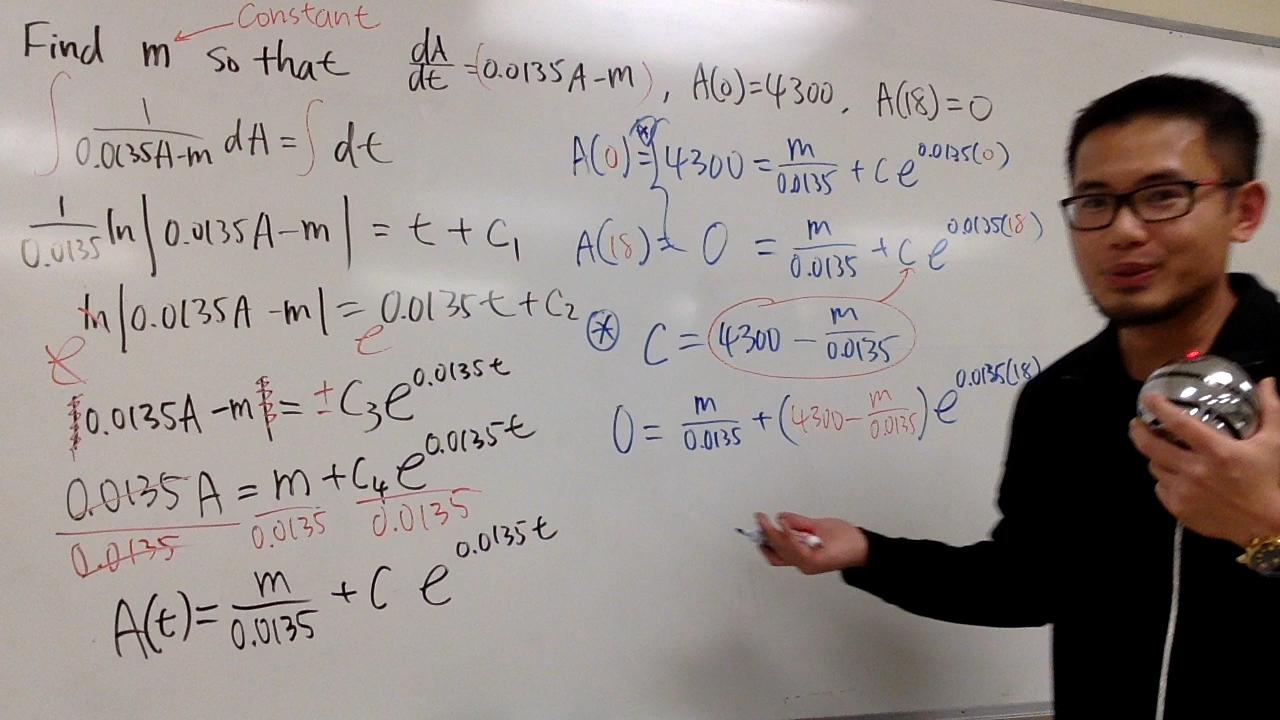 Constant
Find m so that dA/dt = (0.0135A - m), A(0) = 4300, A(18) = 0
∫ 1/(0.0135A - m) dA = ∫ dt
1/0.0135 ln|0.0135A - m| = t + C₁
ln|0.0135A - m| = 0.0135t + C₂
e e
|0.0135A - m| = ± C₃e^(0.0135t)
0.0135A = m + C₄e^(0.0135t)
0.0135 0.0135 0.0135
A(t) = m/0.0135 + C e^(0.0135t)
*
A(0) = 4300 = m/0.0135 + C e^(0.0135(0))
A(18) = 0 = m/0.0135 + C e^(0.0135(18))
* C = 4300 - m/0.0135
0 = m/0.0135 + (4300 - m/0.0135) e^(0.0135(18))